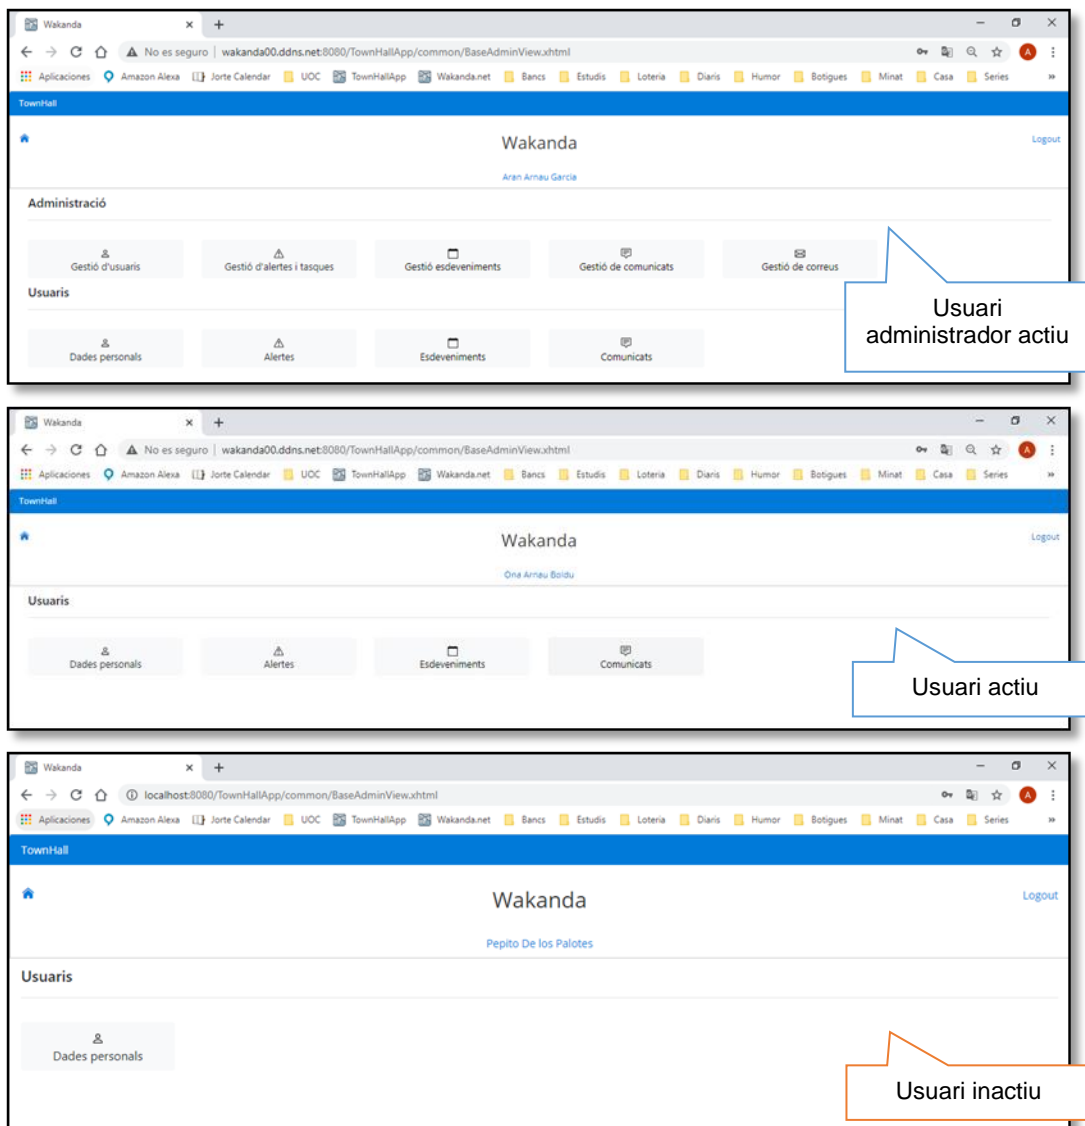 Wakanda
No es seguro | wakanda00.ddns.net:8080/TownHallApp/common/BaseAdminView.xhtml
A
Aplicaciones Amazon Alexa Jorte Calendar UOC TownHallApp Wakanda.net Bancs Estudis Loteria Diaris Humor Botigues Minat Casa Series »
TownHall
Wakanda
Logout
Aran Arnau Garcia
Administració
Gestió d'usuaris Gestió d'alertes i tasques Gestió esdeveniments Gestió de comunicats Gestió de correus
Usuaris
Dades personals Alertes Esdeveniments Comunicats
Usuari
administrador actiu
Wakanda
No es seguro | wakanda00.ddns.net:8080/TownHallApp/common/BaseAdminView.xhtml
A
Aplicaciones Amazon Alexa Jorte Calendar UOC TownHallApp Wakanda.net Bancs Estudis Loteria Diaris Humor Botigues Minat Casa Series »
TownHall
Wakanda
Logout
Ona Arnau Boldu
Usuaris
Dades personals Alertes Esdeveniments Comunicats
Usuari actiu
Wakanda
localhost:8080/TownHallApp/common/BaseAdminView.xhtml
A
Aplicaciones Amazon Alexa Jorte Calendar UOC TownHallApp Wakanda.net Bancs Estudis Loteria Diaris Humor Botigues Minat Casa Series »
TownHall
Wakanda
Logout
Pepito De los Palotes
Usuaris
Dades personals
Usuari inactiu